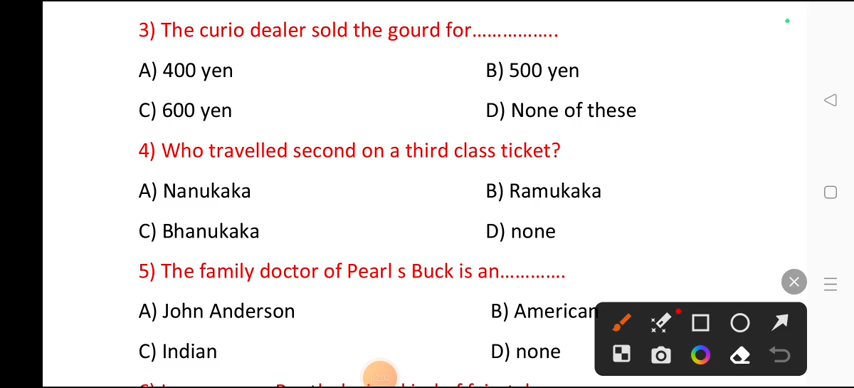 3) The curio dealer sold the gourd for.................
A) 400 yen B) 500 yen
C) 600 yen D) None of these
4) Who travelled second on a third class ticket?
A) Nanukaka B) Ramukaka
C) Bhanukaka D) none
5) The family doctor of Pearl s Buck is an.............
A) John Anderson B) American
C) Indian D) none